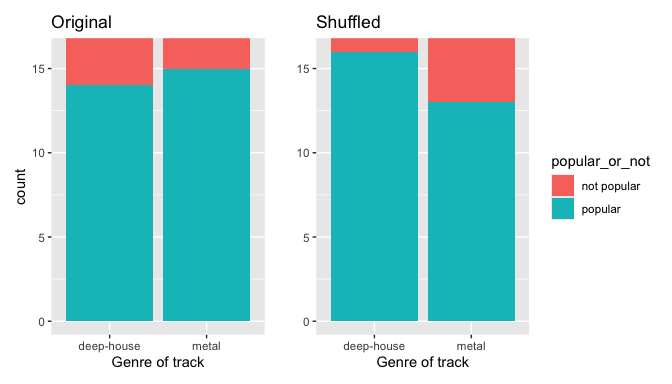 Original
Shuffled
count
15
10
5
0
deep-house
metal
Genre of track
15
10
5
0
deep-house
metal
Genre of track
popular_or_not
not popular
popular